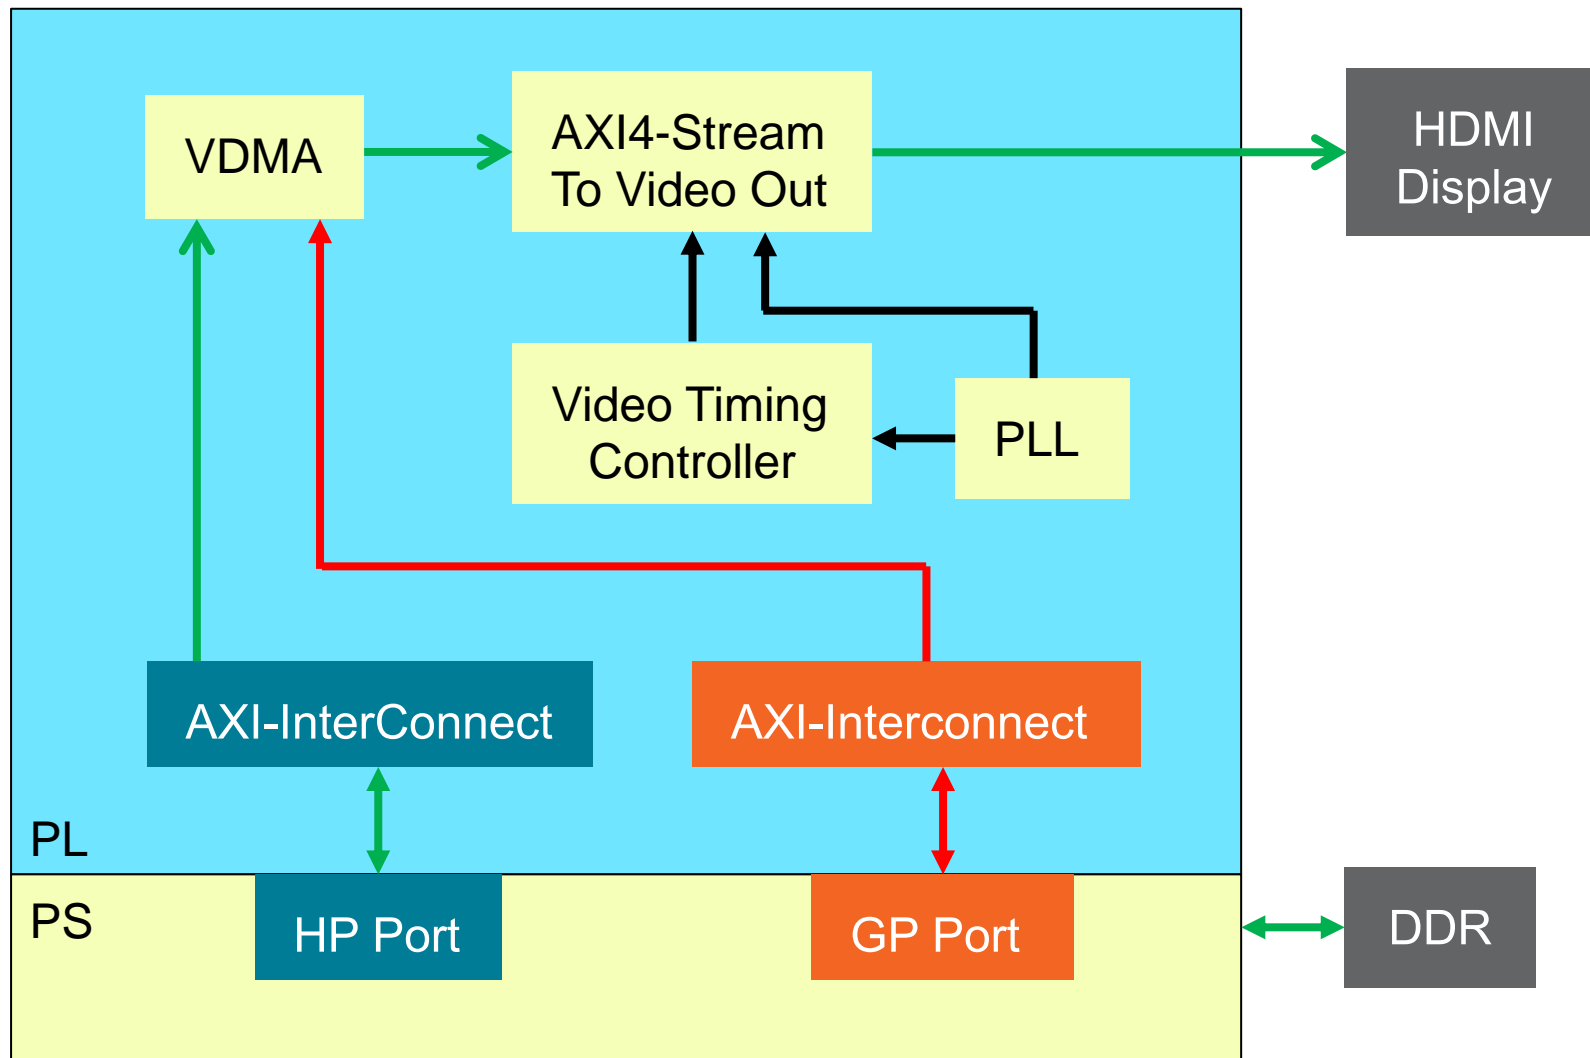 VDMA
AXI4-Stream
To Video Out
HDMI
Display
Video Timing
Controller
PLL
AXI-InterConnect
AXI-Interconnect
PL
PS
HP Port
GP Port
DDR